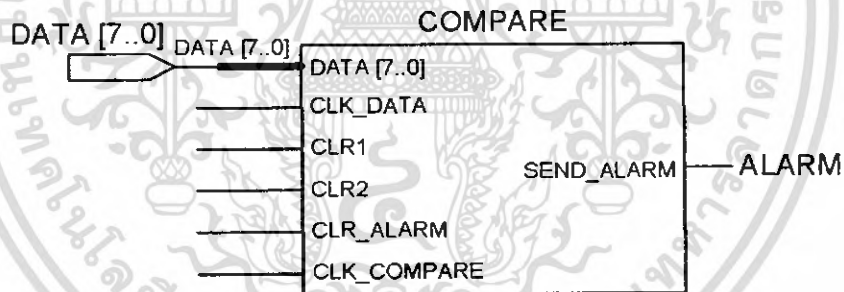 COMPARE
DATA [7..0]
DATA [7..0]
DATA [7..0]
CLK_DATA
CLR1
CLR2
SEND_ALARM
ALARM
CLR_ALARM
CLK_COMPARE